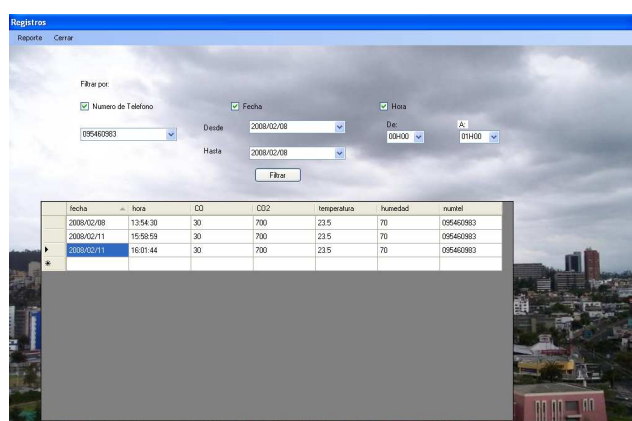 Registros
Reporte Cerrar
Filtrar por:
Numero de Telefono Fecha Hora
095460983 Desde 2008/02/08 De: 00H00 A: 01H00
Hasta 2008/02/08
Filtrar
fecha hora CO CO2 temperatura humedad numtel
2008/02/08 13:54:30 30 700 23.5 70 095460983
2008/02/11 15:58:59 30 700 23.5 70 095460983
2008/02/11 16:01:44 30 700 23.5 70 095460983